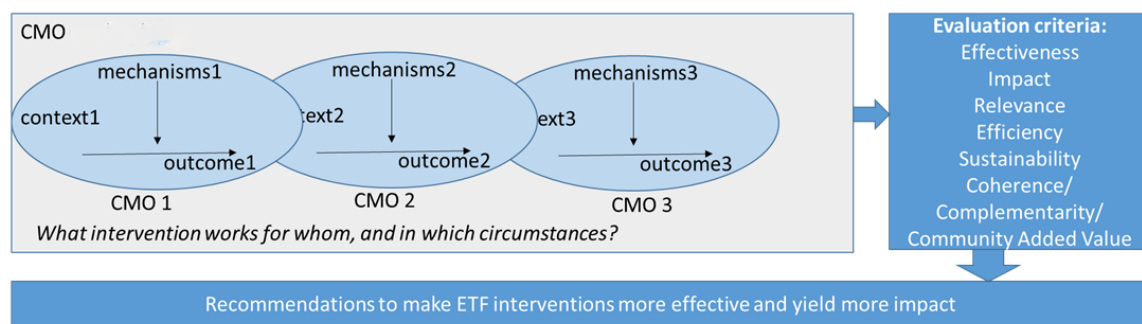 CMO
mechanisms1
mechanisms2
mechanisms3
context1
text2
ext3
outcome1
outcome2
outcome3
CMO 1
CMO 2
CMO 3
What intervention works for whom, and in which circumstances?
Evaluation criteria:
Effectiveness
Impact
Relevance
Efficiency
Sustainability
Coherence/
Complementarity/
Community Added Value
Recommendations to make ETF interventions more effective and yield more impact